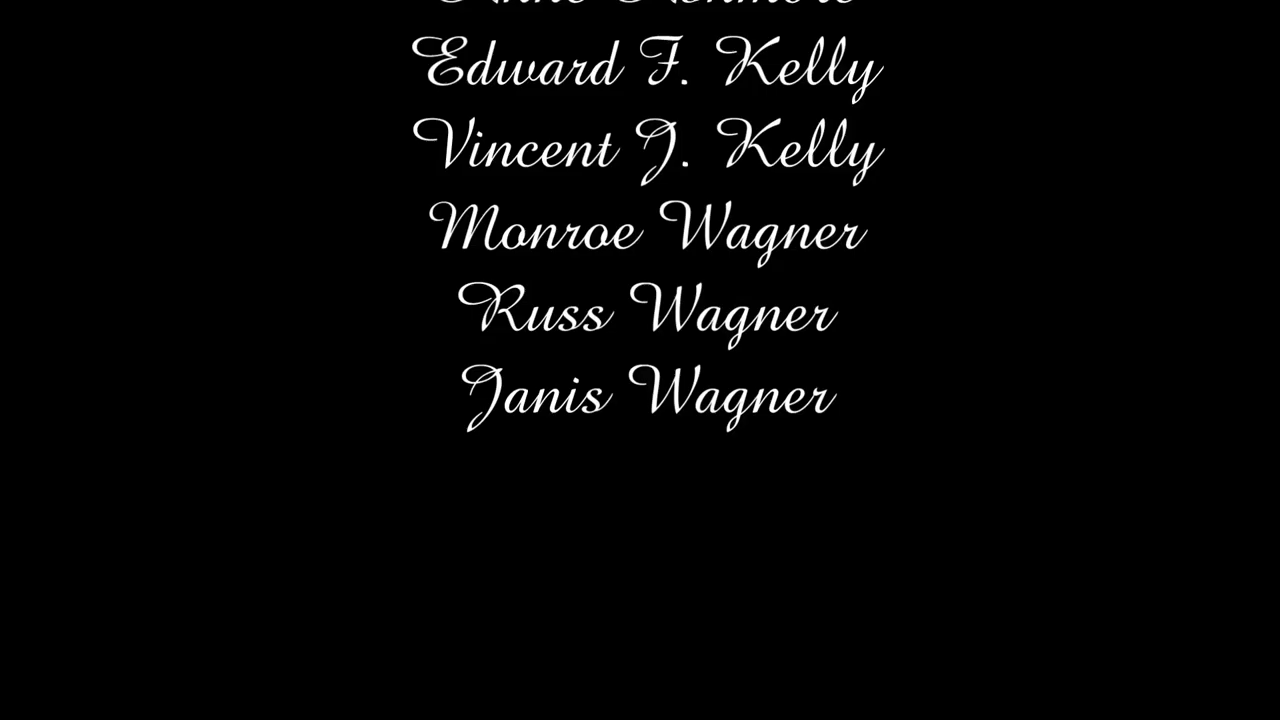 Edward F. Kelly
Vincent J. Kelly
Monroe Wagner
Russ Wagner
Janis Wagner